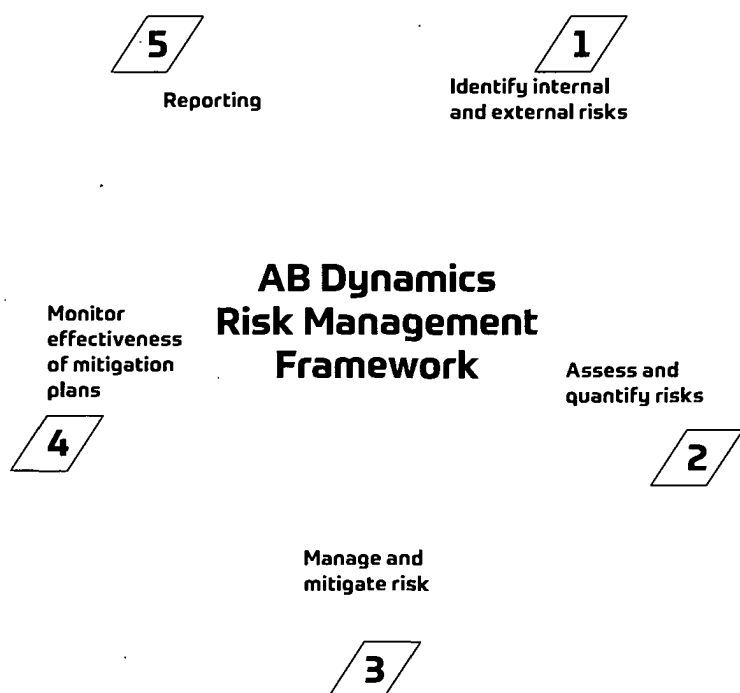 5
Reporting
1
Identify internal
and external risks
AB Dynamics
Risk Management
Framework
Monitor
effectiveness
of mitigation
plans
4
Assess and
quantify risks
2
Manage and
mitigate risk
3